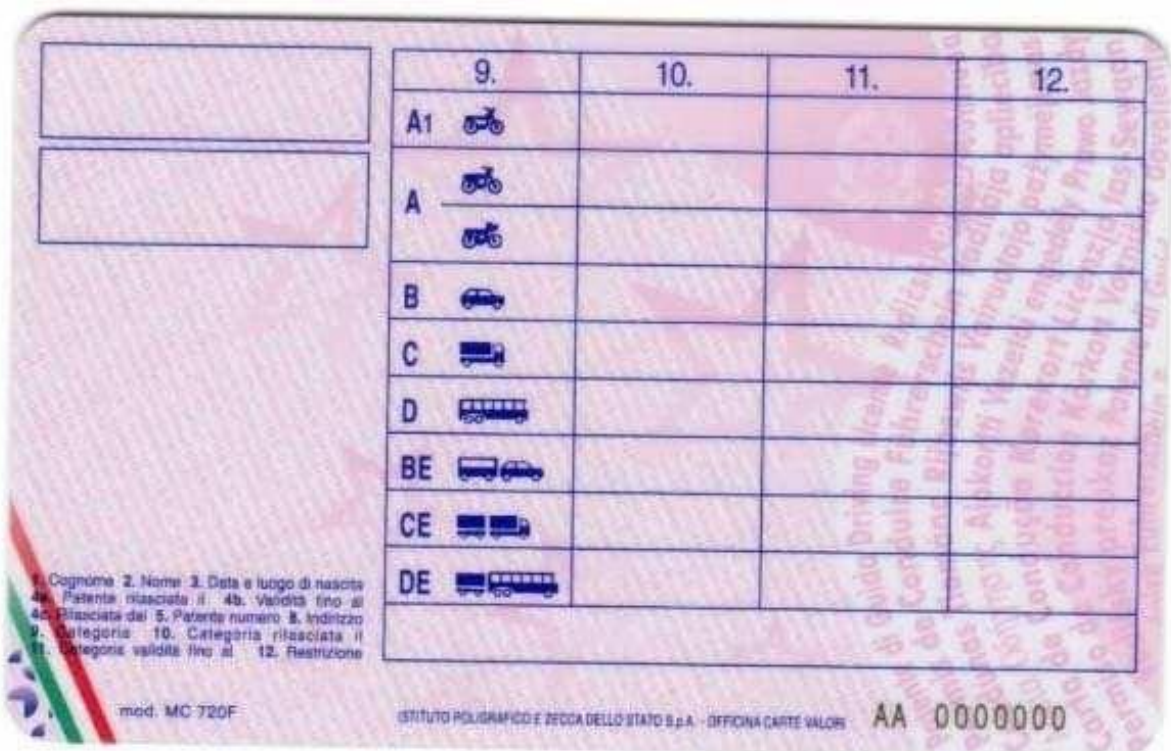 9. 10. 11. 12.
A1
A
B
C
D
BE
CE
DE
1. Cognome 2. Nome 3. Data e luogo di nascita
4a. Patente rilasciata il 4b. Validità fino al
4c. Rilasciata dal 5. Patente numero 8. Indirizzo
9. Categoria 10. Categoria rilasciata il
11. Categoria validità fino al 12. Restrizione
mod. MC 720F
ISTITUTO POLIGRAFICO E ZECCA DELLO STATO S.p.A. - OFFICINA CARTE VALORI
AA 0000000